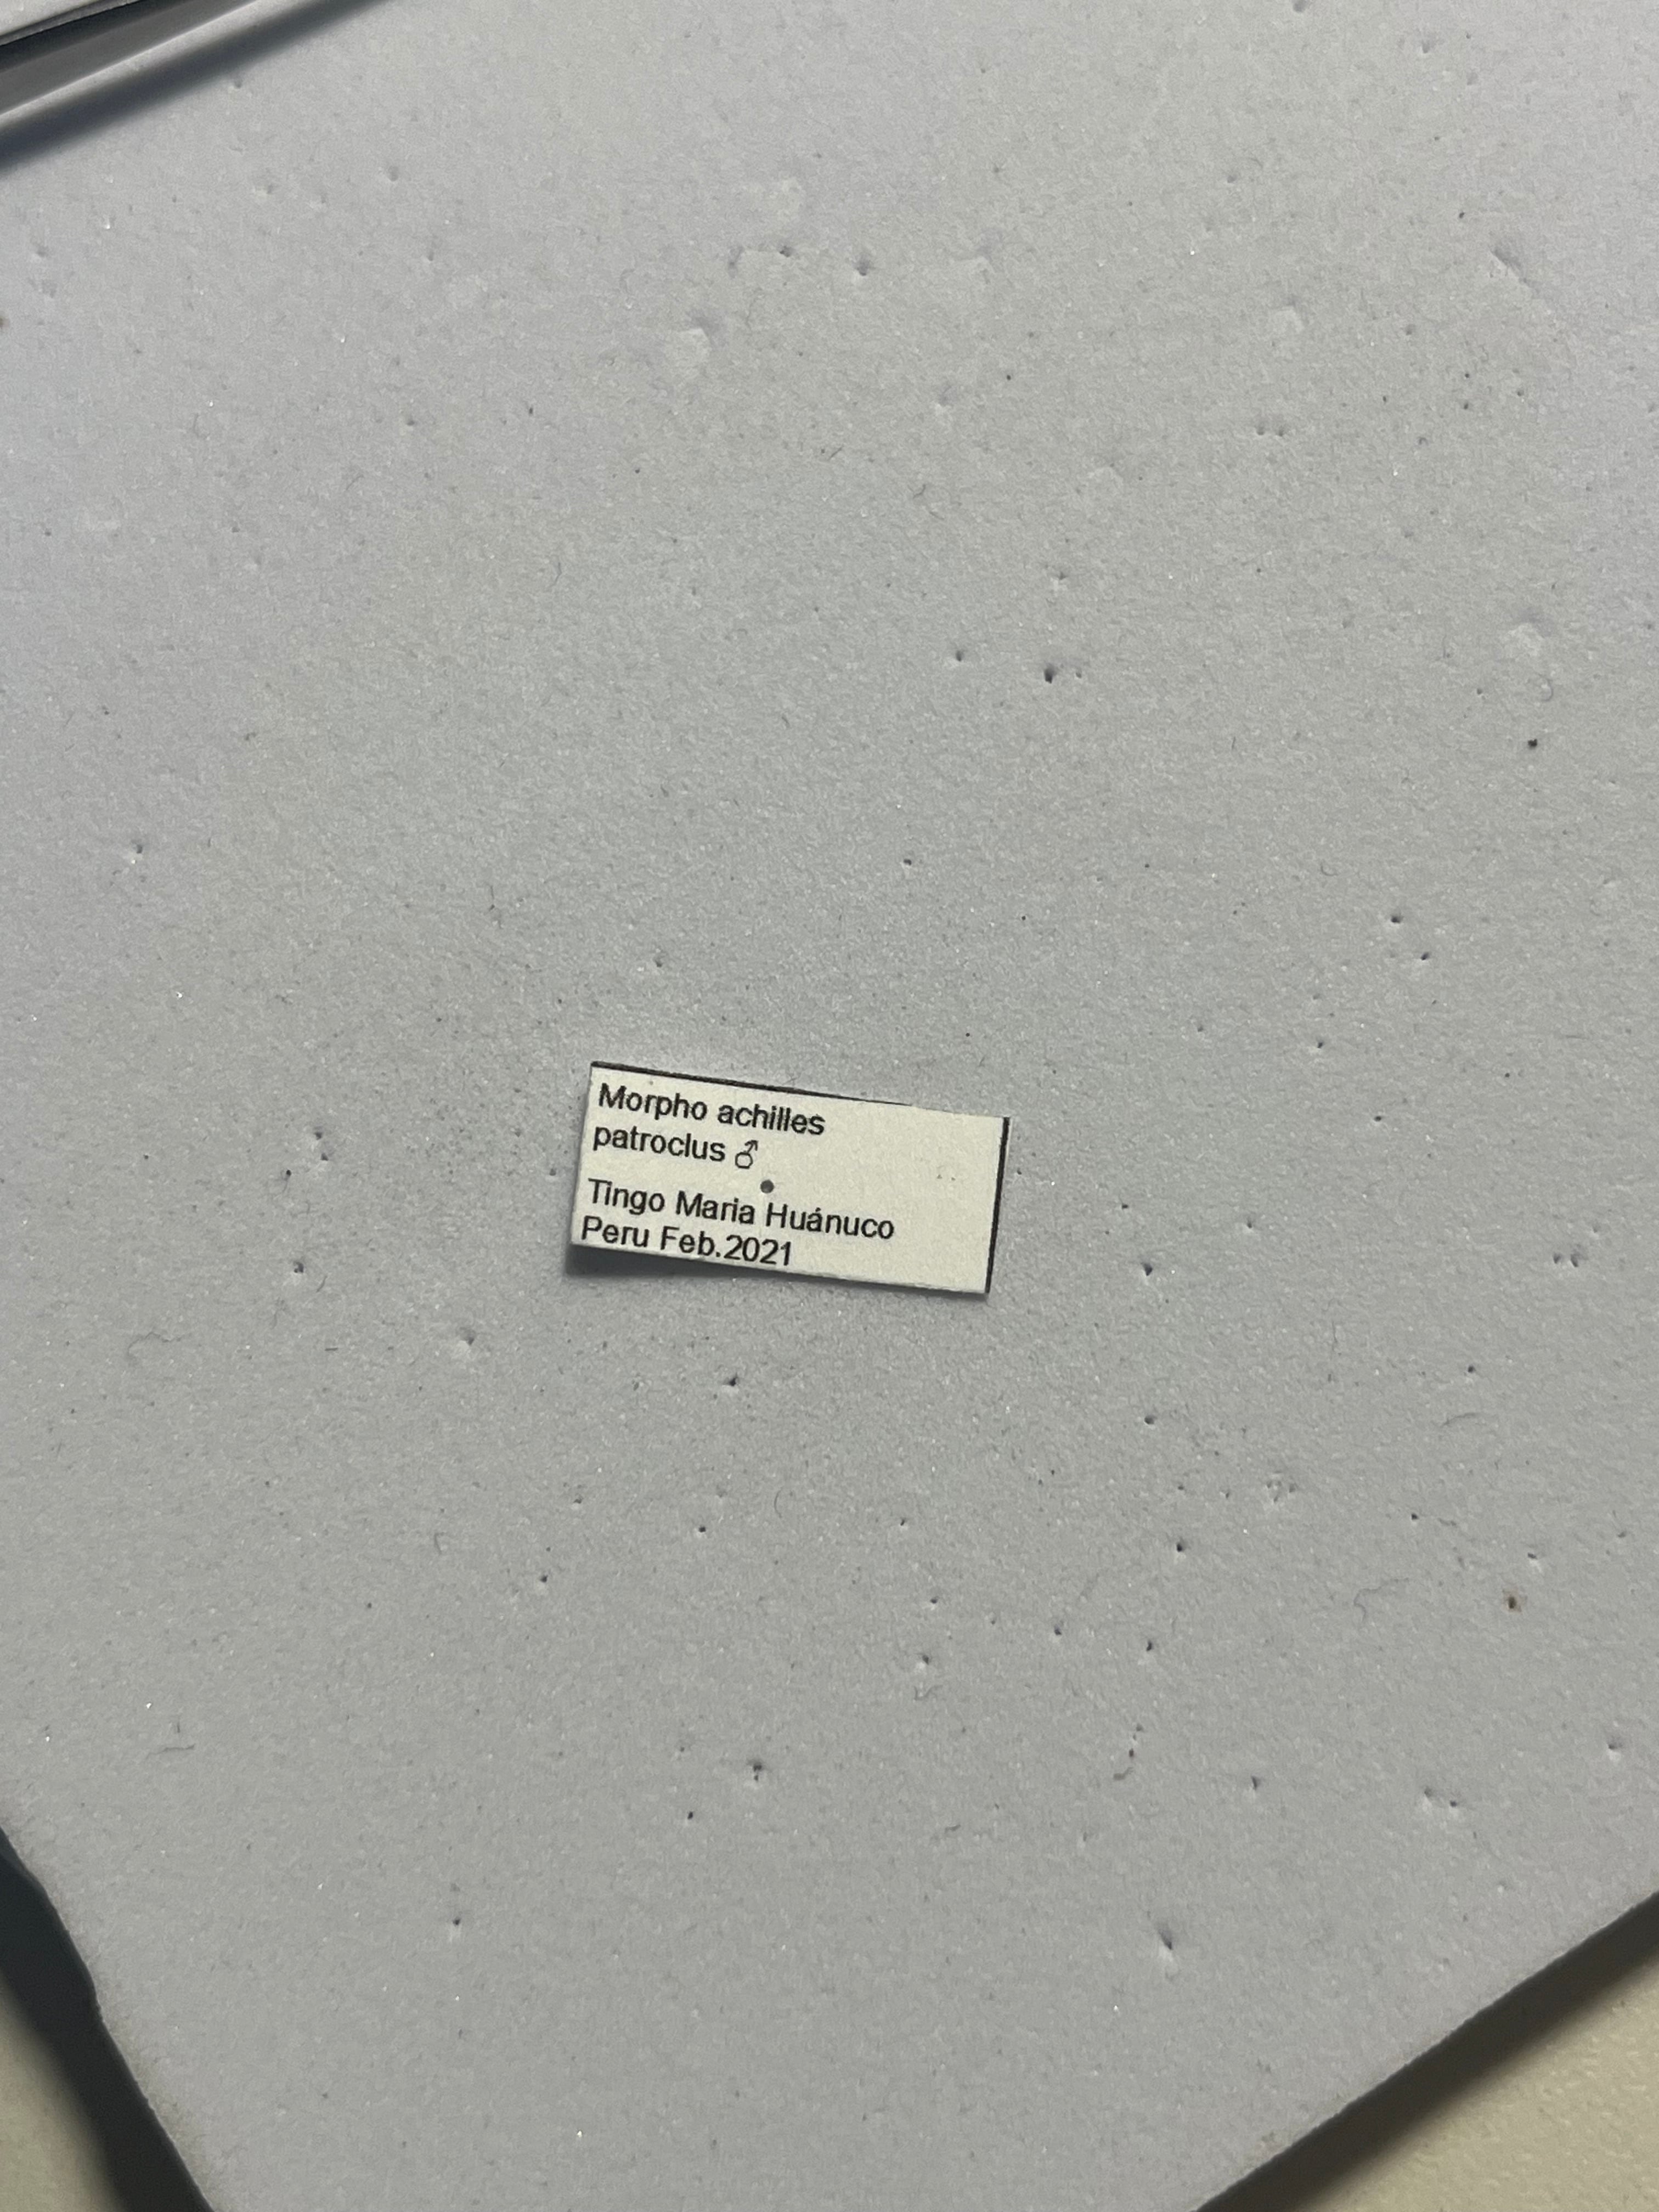 Morpho achilles
patroclus ♂
Tingo Maria Huánuco
Peru Feb.2021